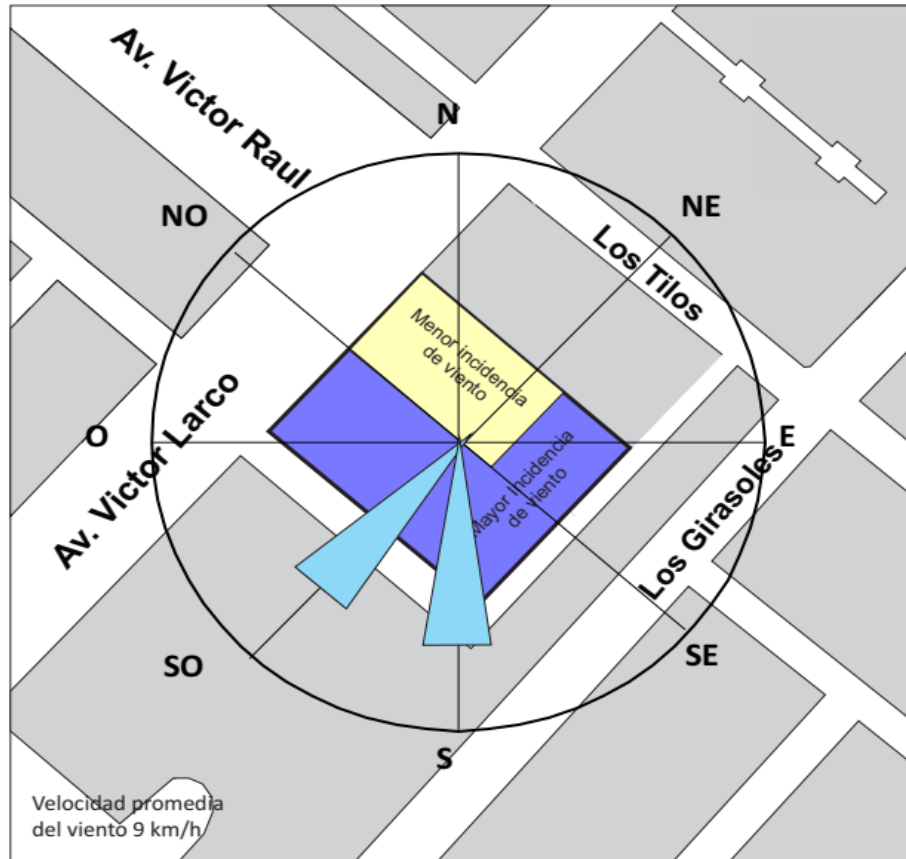 Av. Victor Raul
N
NO
NE
Los Tilos
Menor incidencia
de viento
Av. Victor Larco
O
E
Mayor Incidencia
de viento
Los Girasoles
SO
SE
S
Velocidad promedia
del viento 9 km/h